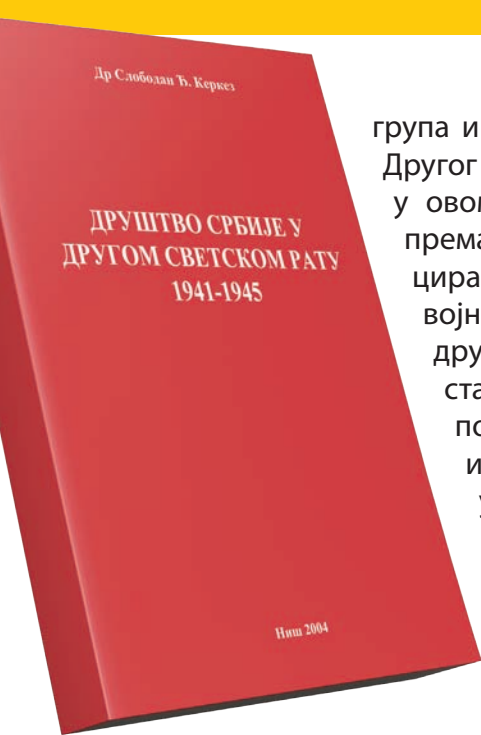 Др Слободан Ђ. Керкез
ДРУШТВО СРБИЈЕ У
ДРУГОМ СВЕТСКОМ РАТУ
1941-1945
Ниш 2004
група и
Другог
у овом
према
цира
војн
дру
ста
по
и